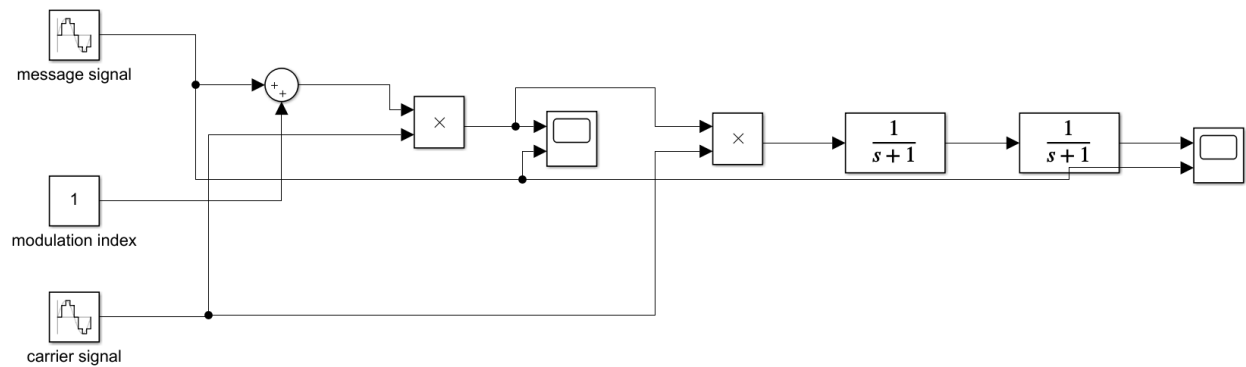 message signal
+
+
×
×
1
s + 1
1
s + 1
1
modulation index
carrier signal